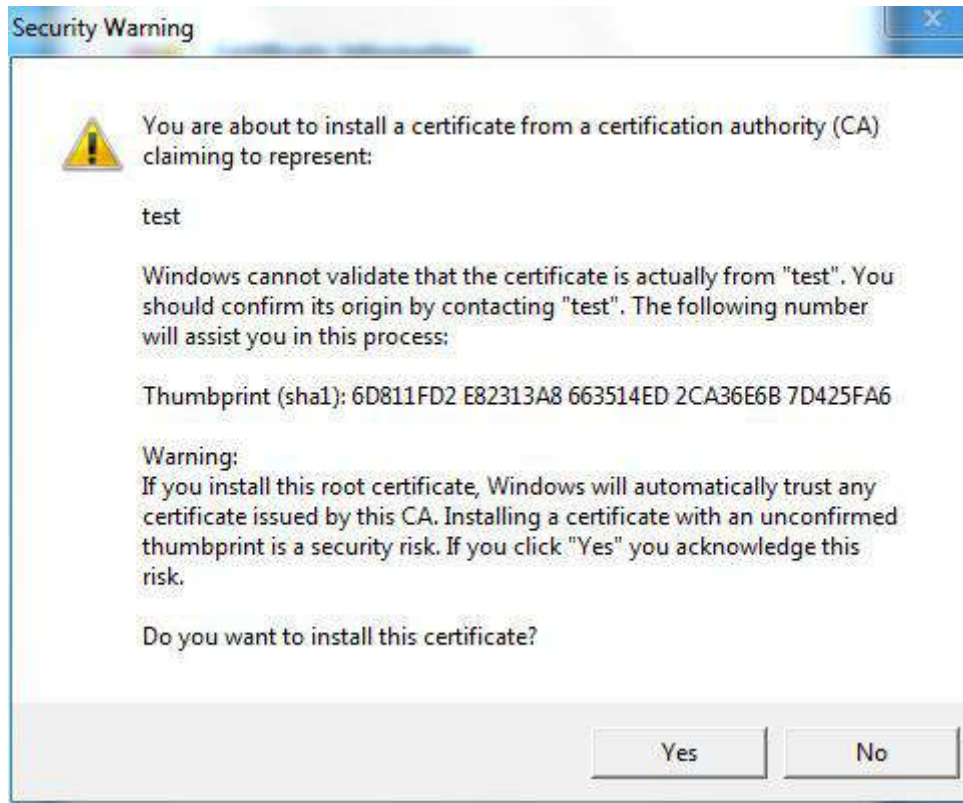 Security Warning
You are about to install a certificate from a certification authority (CA)
claiming to represent:
test
Windows cannot validate that the certificate is actually from "test". You
should confirm its origin by contacting "test". The following number
will assist you in this process:
Thumbprint (sha1): 6D811FD2 E82313A8 663514ED 2CA36E6B 7D425FA6
Warning:
If you install this root certificate, Windows will automatically trust any
certificate issued by this CA. Installing a certificate with an unconfirmed
thumbprint is a security risk. If you click "Yes" you acknowledge this
risk.
Do you want to install this certificate?
Yes
No